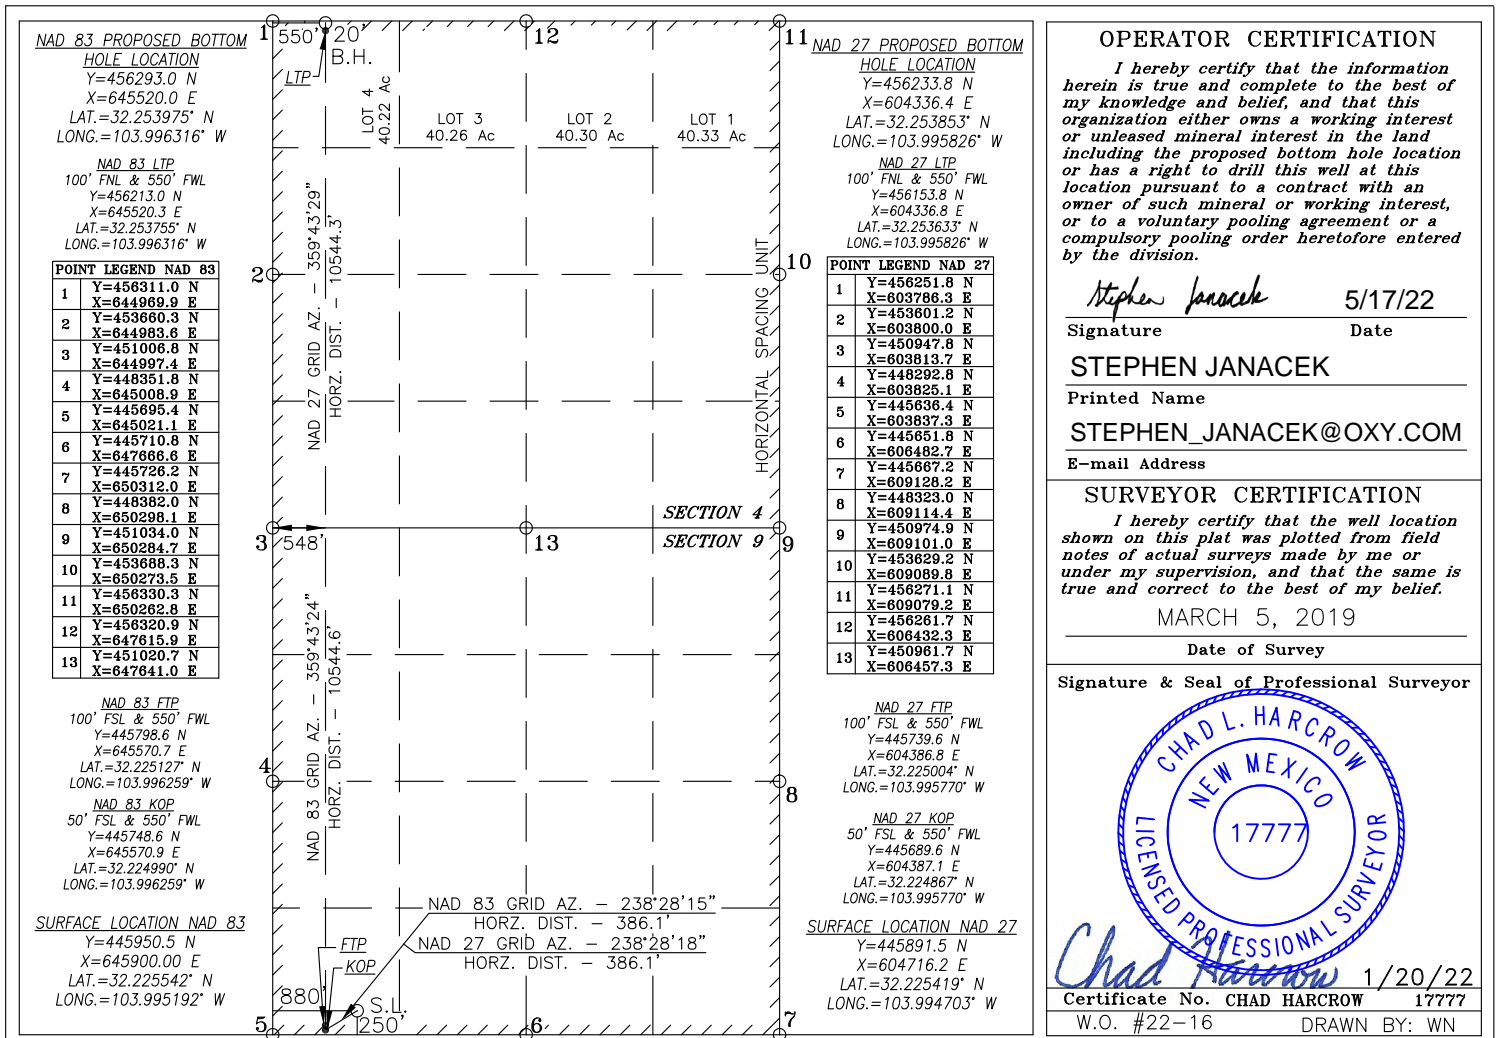 NAD 83 PROPOSED BOTTOM
HOLE LOCATION
Y=456293.0 N
X=645520.0 E
LAT.=32.253975° N
LONG.=103.996316° W
NAD 83 LTP
100' FNL & 550' FWL
Y=456213.0 N
X=645520.3 E
LAT.=32.253755° N
LONG.=103.996316° W
POINT LEGEND NAD 83
1 Y=456311.0 N
X=644969.9 E
2 Y=453660.3 N
X=644983.6 E
3 Y=451006.8 N
X=644997.4 E
4 Y=448351.8 N
X=645008.9 E
5 Y=445695.4 N
X=645021.1 E
6 Y=445710.8 N
X=647666.6 E
7 Y=445726.2 N
X=650312.0 E
8 Y=448382.0 N
X=650298.1 E
9 Y=451034.0 N
X=650284.7 E
10 Y=453688.3 N
X=650273.5 E
11 Y=456330.3 N
X=650262.8 E
12 Y=456320.9 N
X=647615.9 E
13 Y=451020.7 N
X=647641.0 E
NAD 83 FTP
100' FSL & 550' FWL
Y=445798.6 N
X=645570.7 E
LAT.=32.225127° N
LONG.=103.996259° W
NAD 83 KOP
50' FSL & 550' FWL
Y=445748.6 N
X=645570.9 E
LAT.=32.224990° N
LONG.=103.996259° W
SURFACE LOCATION NAD 83
Y=445950.5 N
X=645900.00 E
LAT.=32.225542° N
LONG.=103.995192° W
1
550'
20'
B.H.
LTP
12
11
LOT 4
40.22 Ac
LOT 3
40.26 Ac
LOT 2
40.30 Ac
LOT 1
40.33 Ac
NAD 27 GRID AZ. – 359°43'29"
HORZ. DIST. – 10544.3'
2
10
HORIZONTAL SPACING UNIT
SECTION 4
3
548'
13
SECTION 9
9
NAD 83 GRID AZ. – 359°43'24"
HORZ. DIST. – 10544.6'
4
8
NAD 83 GRID AZ. – 238°28'15"
HORZ. DIST. – 386.1'
NAD 27 GRID AZ. – 238°28'18"
HORZ. DIST. – 386.1'
FTP
KOP
880'
S.L.
250'
5
6
7
NAD 27 PROPOSED BOTTOM
HOLE LOCATION
Y=456233.8 N
X=604336.4 E
LAT.=32.253853° N
LONG.=103.995826° W
NAD 27 LTP
100' FNL & 550' FWL
Y=456153.8 N
X=604336.8 E
LAT.=32.253633° N
LONG.=103.995826° W
POINT LEGEND NAD 27
1 Y=456251.8 N
X=603786.3 E
2 Y=453601.2 N
X=603800.0 E
3 Y=450947.8 N
X=603813.7 E
4 Y=448292.8 N
X=603825.1 E
5 Y=445636.4 N
X=603837.3 E
6 Y=445651.8 N
X=606482.7 E
7 Y=445667.2 N
X=609128.2 E
8 Y=448323.0 N
X=609114.4 E
9 Y=450974.9 N
X=609101.0 E
10 Y=453629.2 N
X=609089.8 E
11 Y=456271.1 N
X=609079.2 E
12 Y=456261.7 N
X=606432.3 E
13 Y=450961.7 N
X=606457.3 E
NAD 27 FTP
100' FSL & 550' FWL
Y=445739.6 N
X=604386.8 E
LAT.=32.225004° N
LONG.=103.995770° W
NAD 27 KOP
50' FSL & 550' FWL
Y=445689.6 N
X=604387.1 E
LAT.=32.224867° N
LONG.=103.995770° W
SURFACE LOCATION NAD 27
Y=445891.5 N
X=604716.2 E
LAT.=32.225419° N
LONG.=103.994703° W
OPERATOR CERTIFICATION
I hereby certify that the information
herein is true and complete to the best of
my knowledge and belief, and that this
organization either owns a working interest
or unleased mineral interest in the land
including the proposed bottom hole location
or has a right to drill this well at this
location pursuant to a contract with an
owner of such mineral or working interest,
or to a voluntary pooling agreement or a
compulsory pooling order heretofore entered
by the division.
Stephen Janacek 5/17/22
Signature Date
STEPHEN JANACEK
Printed Name
STEPHEN_JANACEK@OXY.COM
E-mail Address
SURVEYOR CERTIFICATION
I hereby certify that the well location
shown on this plat was plotted from field
notes of actual surveys made by me or
under my supervision, and that the same is
true and correct to the best of my belief.
MARCH 5, 2019
Date of Survey
Signature & Seal of Professional Surveyor
CHAD L. HARCROW
NEW MEXICO
17777
LICENSED PROFESSIONAL SURVEYOR
Chad Harcrow 1/20/22
Certificate No. CHAD HARCROW 17777
W.O. #22-16 DRAWN BY: WN